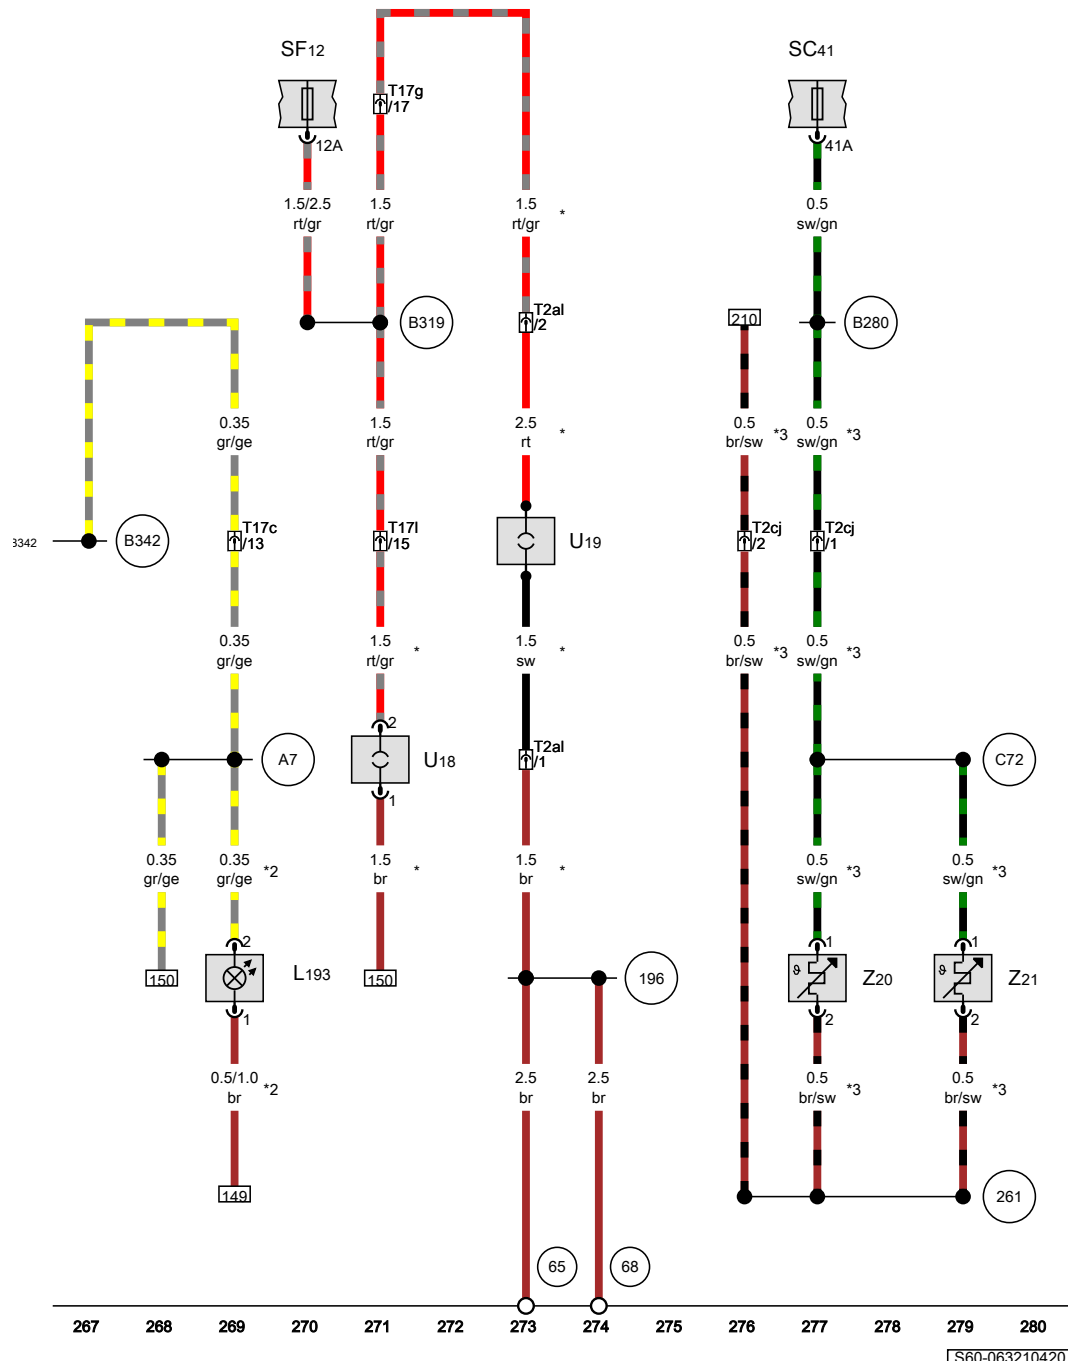 SF12
SC41
T17g
/17
12A
41A
1.5/2.5
rt/gr
1.5
rt/gr
1.5
rt/gr
*
0.5
sw/gn
B319
T2al
/2
210
B280
0.35
gr/ge
1.5
rt/gr
2.5
rt
*
0.5
br/sw
*3
0.5
sw/gn
*3
B342
B342
T17c
/13
T17l
/15
U19
T2cj
/2
T2cj
/1
0.35
gr/ge
1.5
rt/gr
*
1.5
sw
*
0.5
br/sw
*3
0.5
sw/gn
*3
2
A7
U18
T2al
/1
C72
1
0.35
gr/ge
0.35
gr/ge
*2
1.5
br
*
1.5
br
*
0.5
sw/gn
*3
0.5
sw/gn
*3
2
1
1
150
L193
150
196
Z20
Z21
1
2
2
0.5/1.0
br
*2
2.5
br
2.5
br
0.5
br/sw
*3
0.5
br/sw
*3
149
261
65
68
267 268 269 270 271 272 273 274 275 276 277 278 279 280
S60-063210420